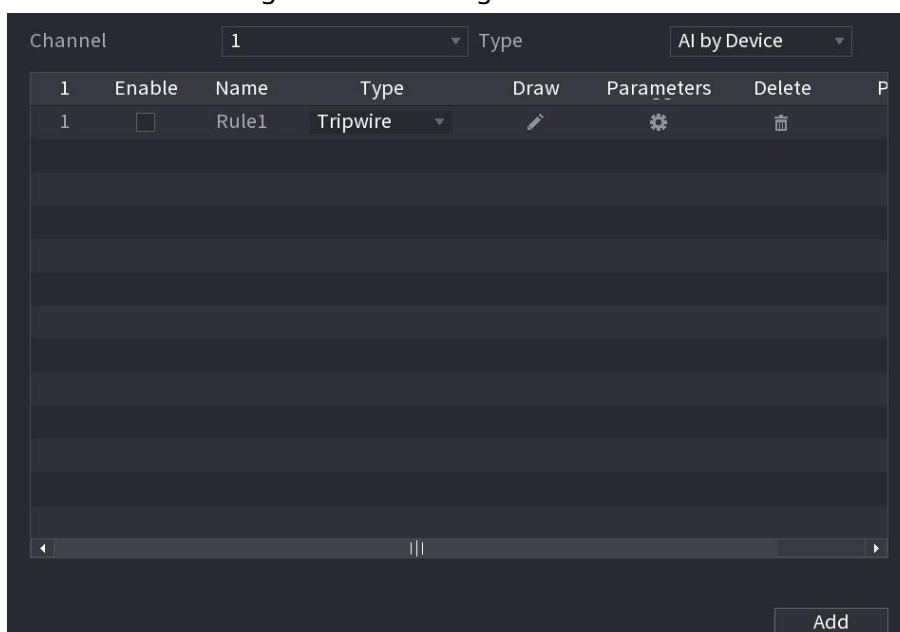 Channel 1 Type AI by Device
1 Enable Name Type Draw Parameters Delete P
1 Rule1 Tripwire
Add